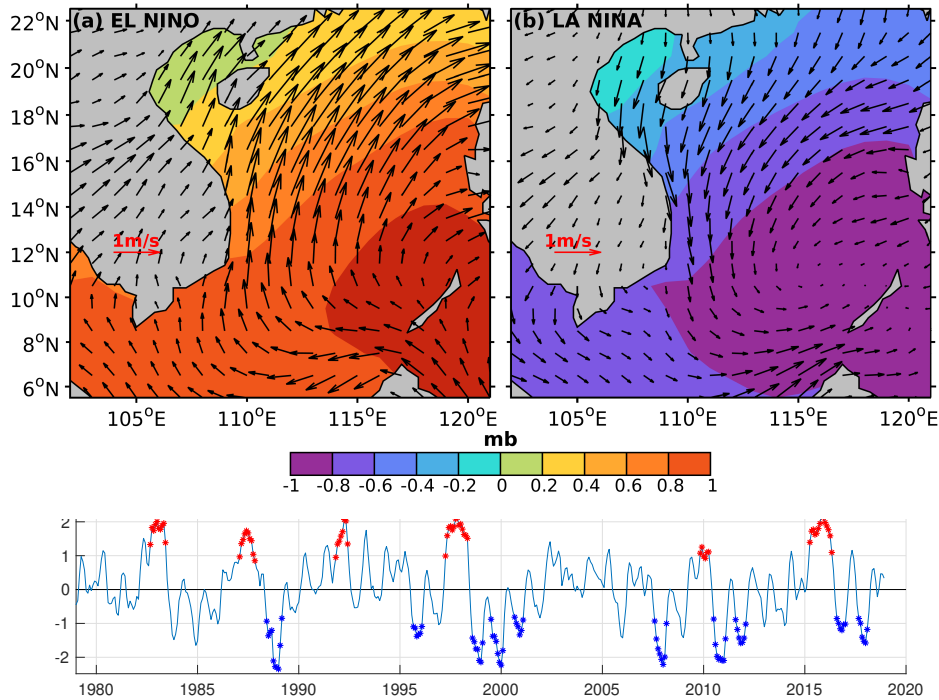 (a) EL NINO
(b) LA NINA
22°N
20°N
18°N
16°N
14°N
12°N
10°N
8°N
6°N
1m/s
1m/s
105°E 110°E 115°E 120°E
105°E 110°E 115°E 120°E
mb
-1 -0.8 -0.6 -0.4 -0.2 0 0.2 0.4 0.6 0.8 1
2
1
0
-1
-2
1980 1985 1990 1995 2000 2005 2010 2015 2020